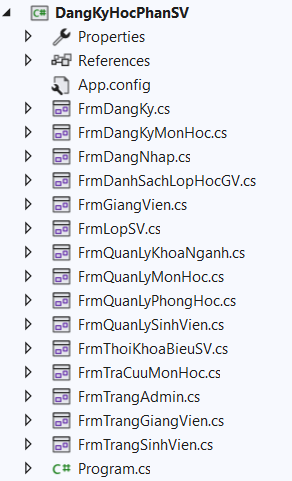 DangKyHocPhanSV
Properties
References
App.config
FrmDangKy.cs
FrmDangKyMonHoc.cs
FrmDangNhap.cs
FrmDanhSachLopHocGV.cs
FrmGiangVien.cs
FrmLopSV.cs
FrmQuanLyKhoaNganh.cs
FrmQuanLyMonHoc.cs
FrmQuanLyPhongHoc.cs
FrmQuanLySinhVien.cs
FrmThoiKhoaBieuSV.cs
FrmTraCuuMonHoc.cs
FrmTrangAdmin.cs
FrmTrangGiangVien.cs
FrmTrangSinhVien.cs
C# Program.cs